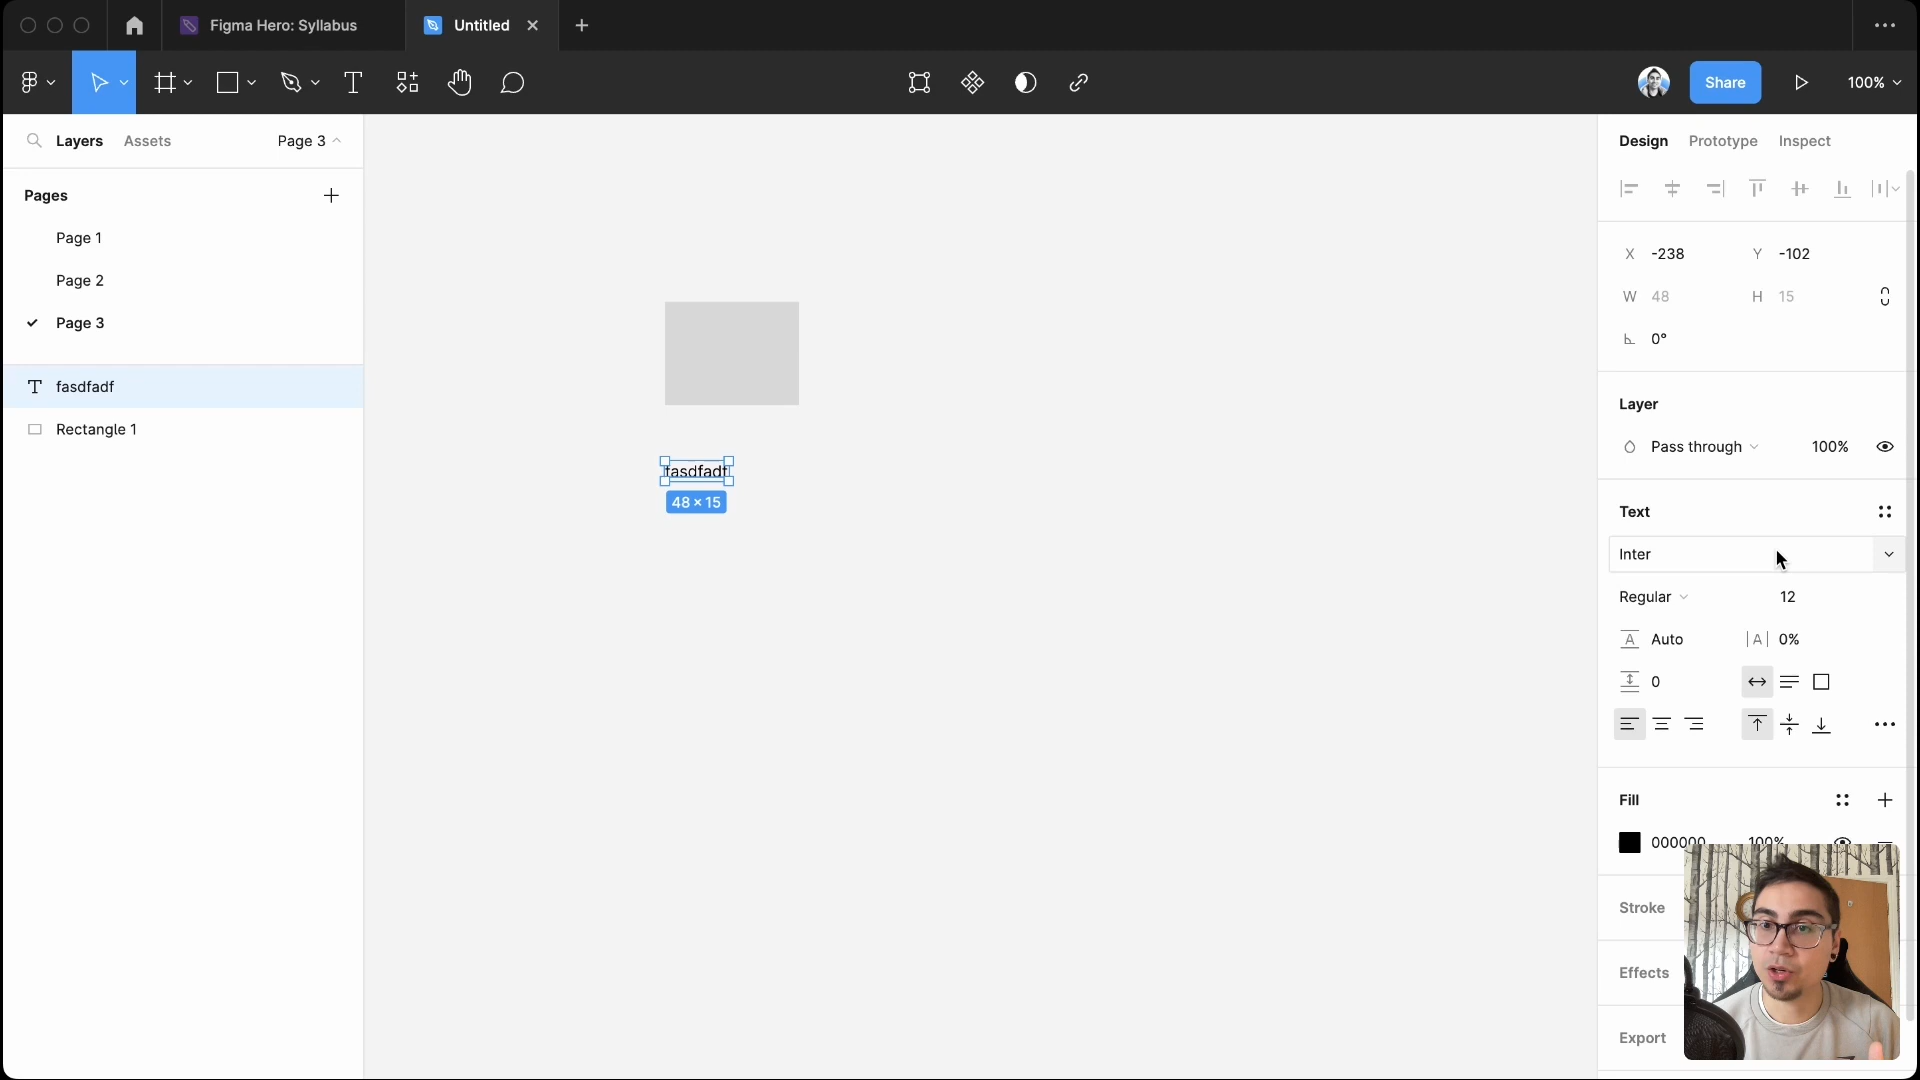 Figma Hero: Syllabus
Untitled
Share
100%
Layers
Assets
Page 3
Pages
Page 1
Page 2
Page 3
fasdfadf
Rectangle 1
fasdfadf
48 × 15
Design
Prototype
Inspect
X -238
Y -102
W 48
H 15
0°
Layer
Pass through
100%
Text
Inter
Regular
12
Auto
|A| 0%
0
Fill
000000
100%
Stroke
Effects
Export